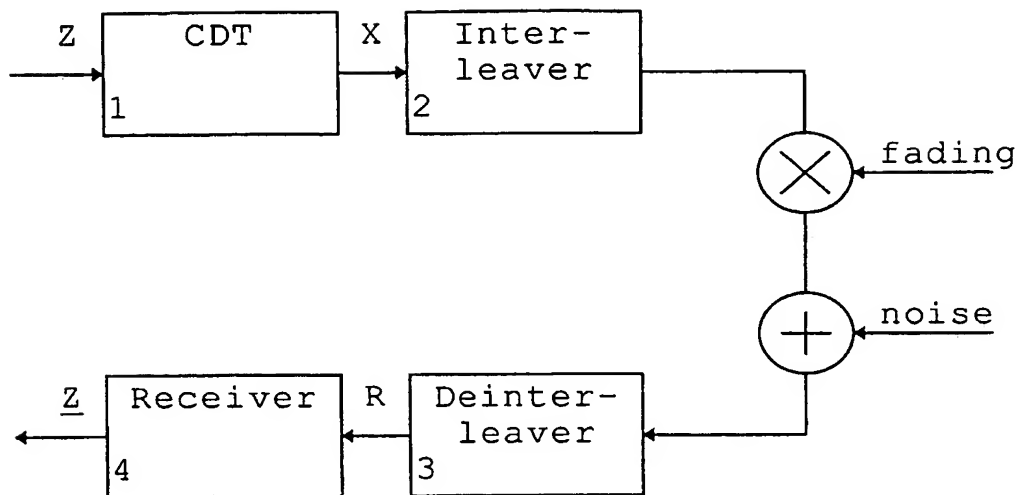 Z
CDT
1
X
Inter-
leaver
2
fading
noise
Z
Receiver
4
R
Deinter-
leaver
3